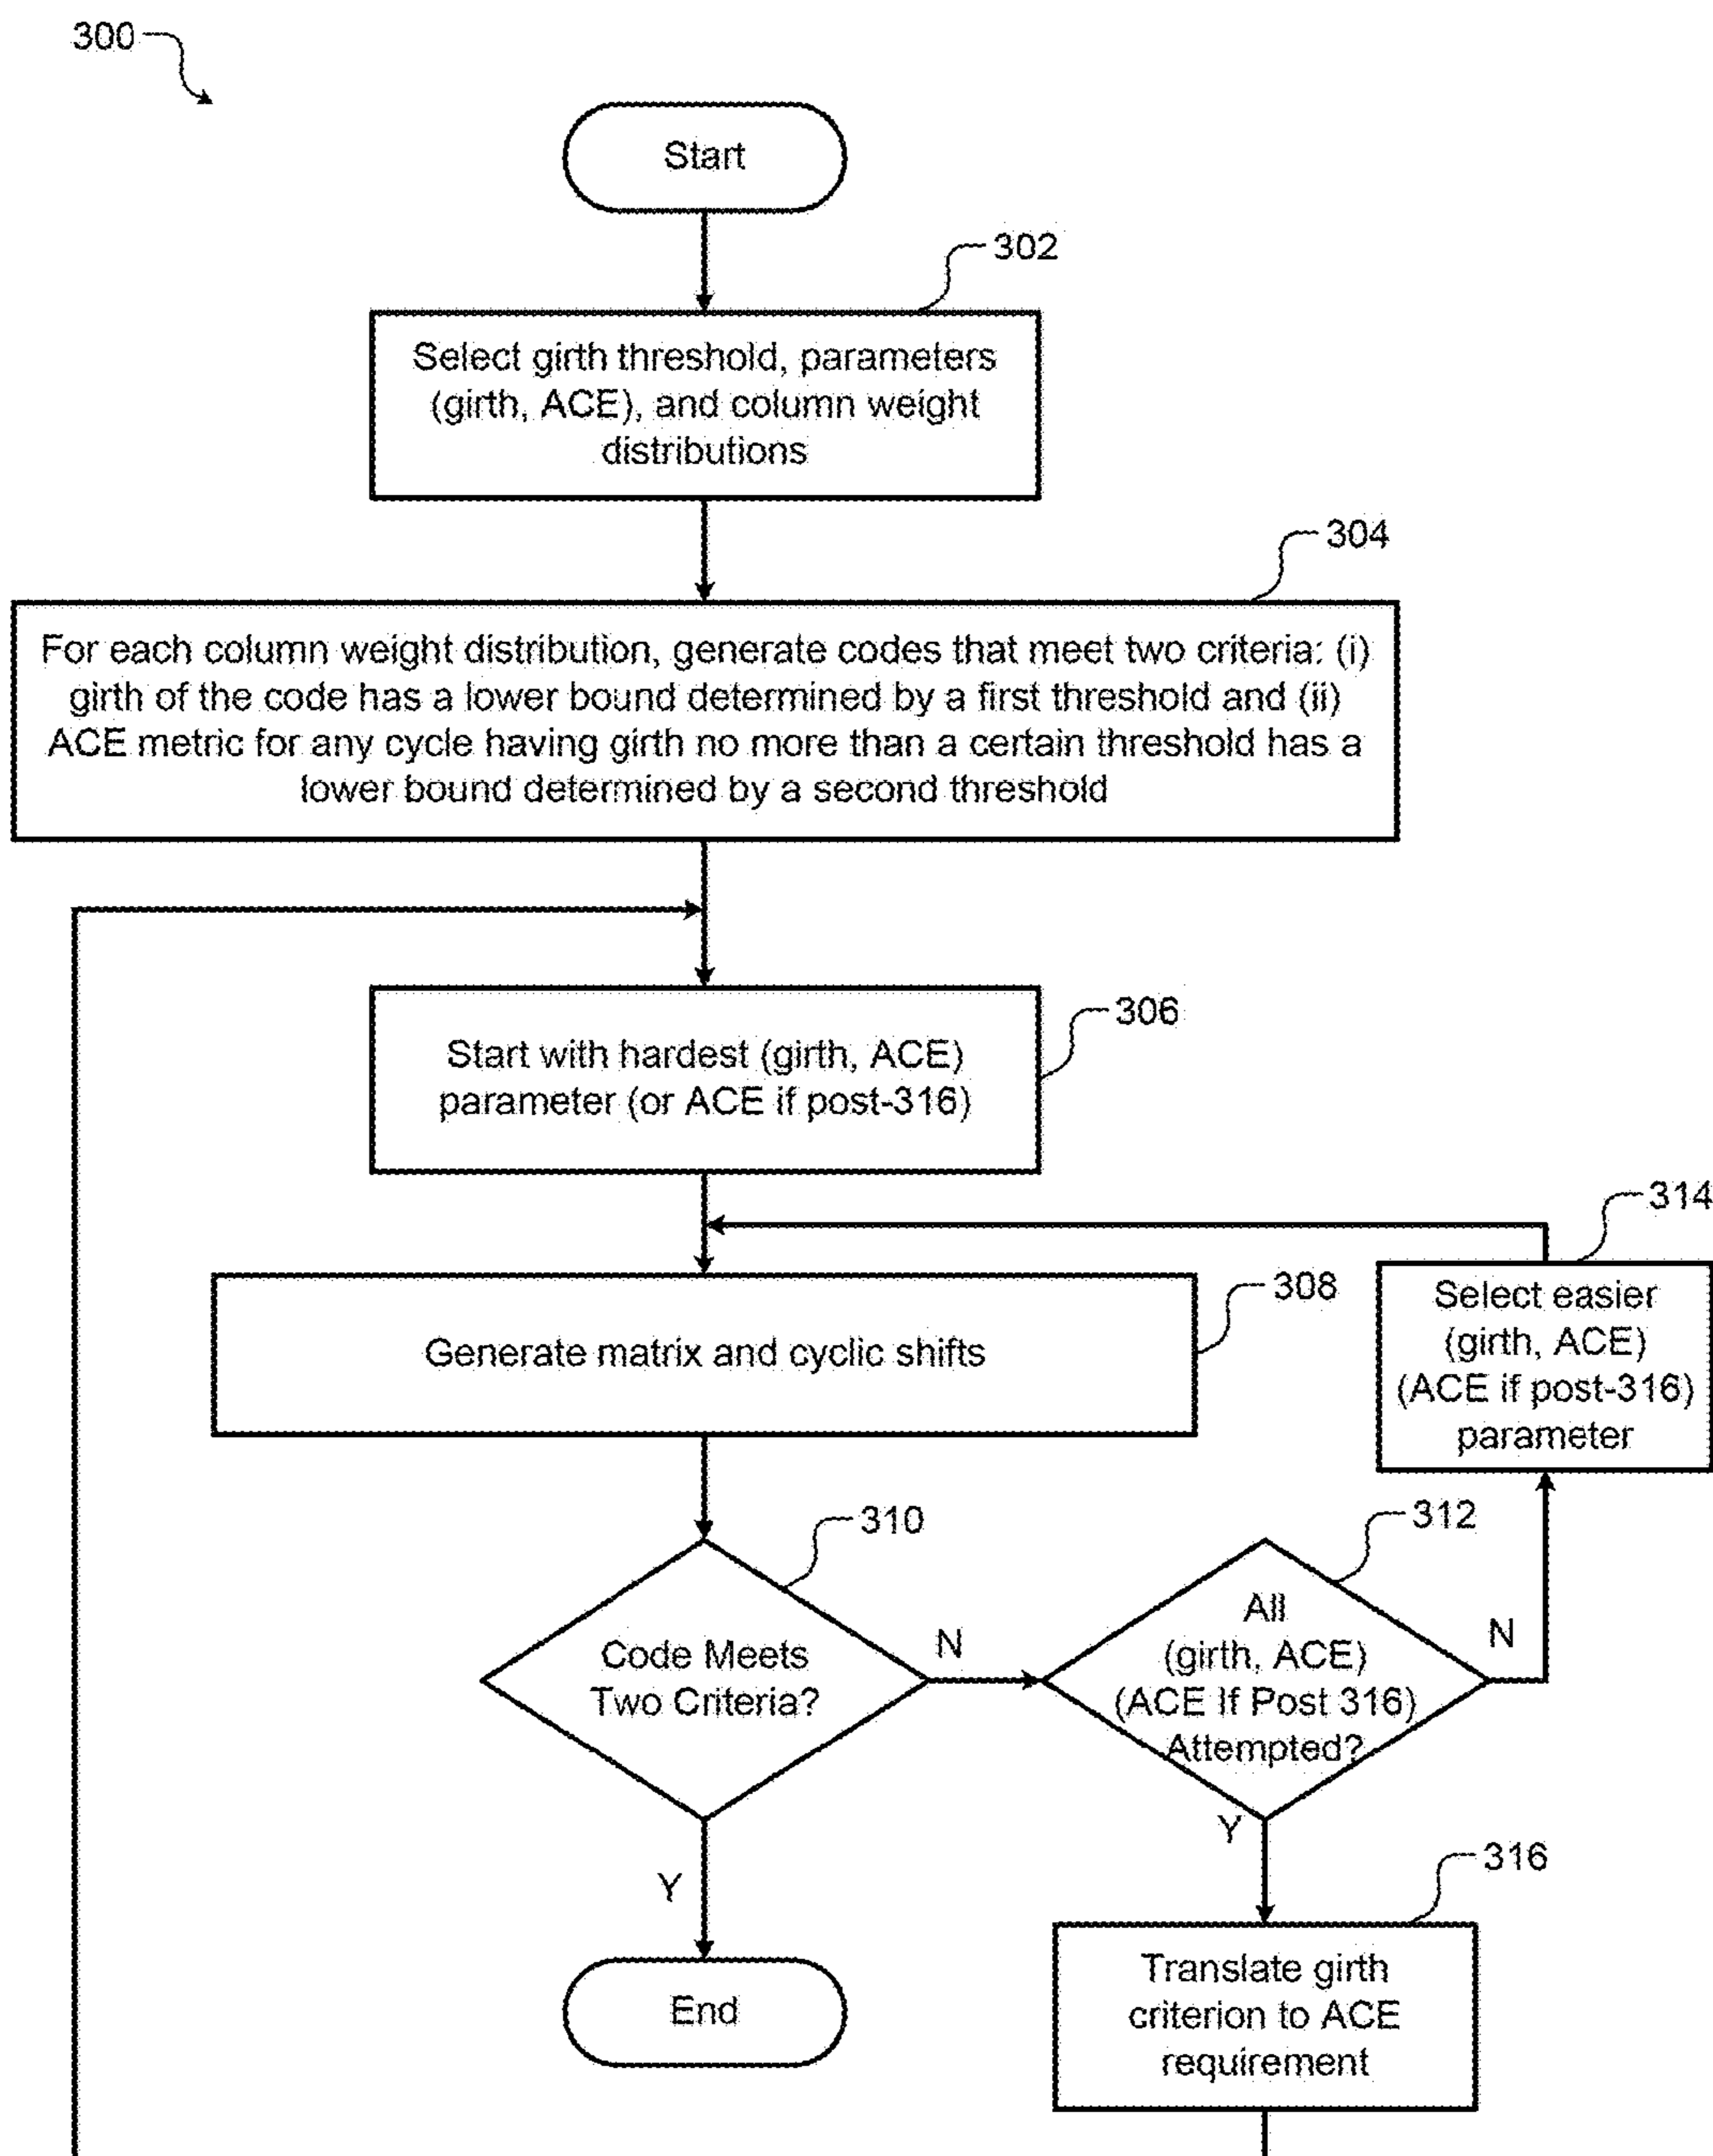 300
Start
302
Select girth threshold, parameters
(girth, ACE), and column weight
distributions
304
For each column weight distribution, generate codes that meet two criteria: (i)
girth of the code has a lower bound determined by a first threshold and (ii)
ACE metric for any cycle having girth no more than a certain threshold has a
lower bound determined by a second threshold
306
Start with hardest (girth, ACE)
parameter (or ACE if post-316)
314
Select easier
(girth, ACE)
(ACE if post-316)
parameter
308
Generate matrix and cyclic shifts
310
Code Meets
Two Criteria?
N
312
All
(girth, ACE)
(ACE If Post 316)
Attempted?
N
Y
Y
316
Translate girth
criterion to ACE
requirement
End